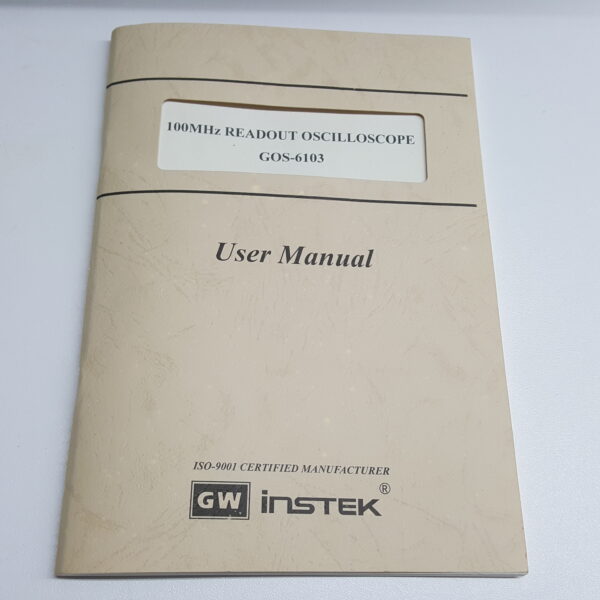 100MHz READOUT OSCILLOSCOPE
GOS-6103
User Manual
ISO-9001 CERTIFIED MANUFACTURER
GW INSTEK ®